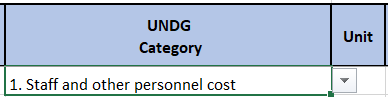 UNDG
Category
Unit
1. Staff and other personnel cost